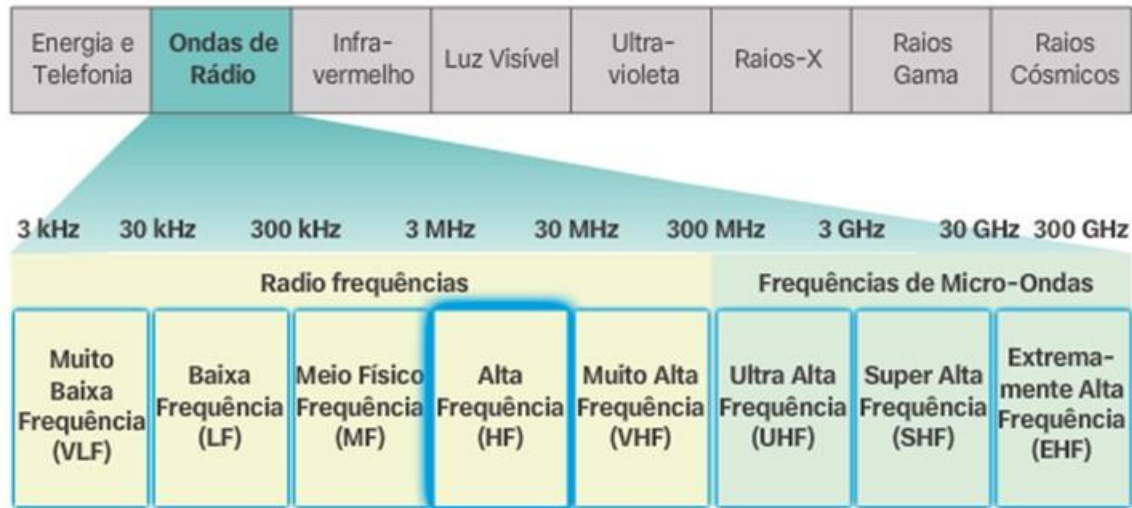 Energia e
Telefonia
Ondas de
Rádio
Infra-
vermelho
Luz Visível
Ultra-
violeta
Raios-X
Raios
Gama
Raios
Cósmicos
3 kHz 30 kHz 300 kHz 3 MHz 30 MHz 300 MHz 3 GHz 30 GHz 300 GHz
Radio frequências
Frequências de Micro-Ondas
Muito
Baixa
Frequência
(VLF)
Baixa
Frequência
(LF)
Meio Físico
Frequência
(MF)
Alta
Frequência
(HF)
Muito Alta
Frequência
(VHF)
Ultra Alta
Frequência
(UHF)
Super Alta
Frequência
(SHF)
Extrema-
mente Alta
Frequência
(EHF)